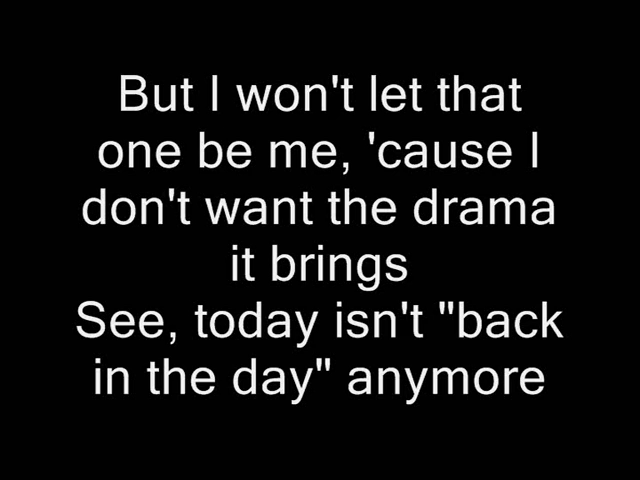 But I won't let that
one be me, 'cause I
don't want the drama
it brings
See, today isn't "back
in the day" anymore